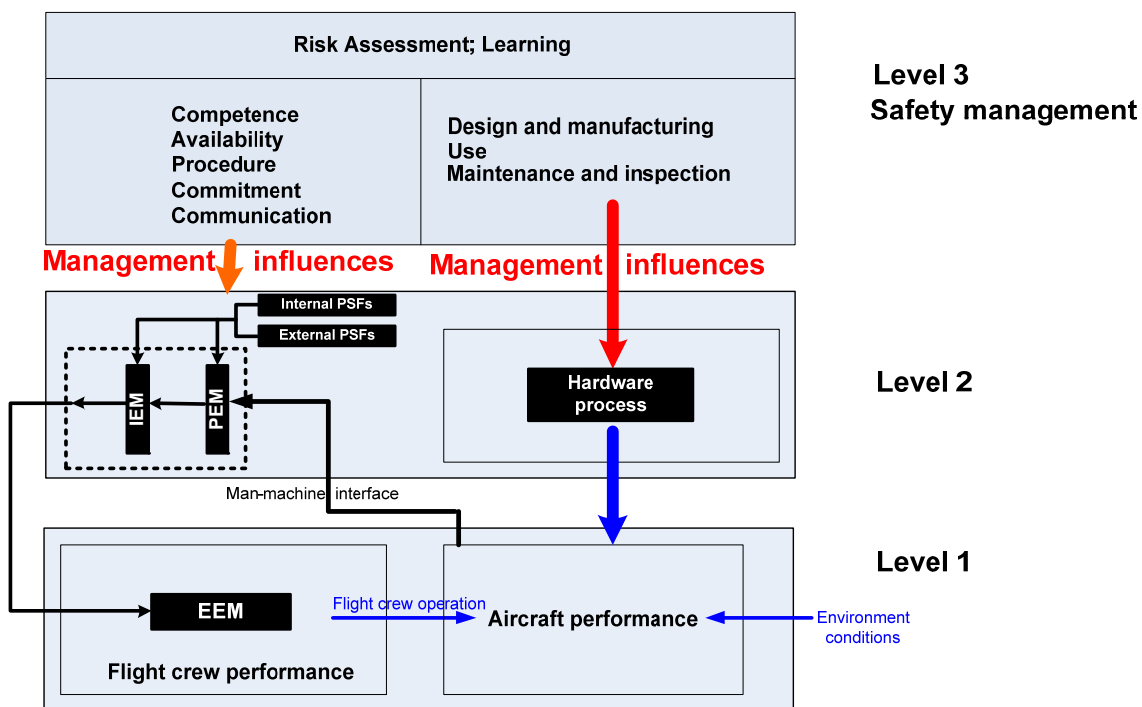 Risk Assessment; Learning
Level 3
Safety management
Competence
Availability
Procedure
Commitment
Communication
Design and manufacturing
Use
Maintenance and inspection
Management influences
Management influences
Internal PSFs
External PSFs
IEM
PEM
Hardware
process
Level 2
Man-machine interface
Level 1
EEM
Flight crew operation
Aircraft performance
Environment
conditions
Flight crew performance